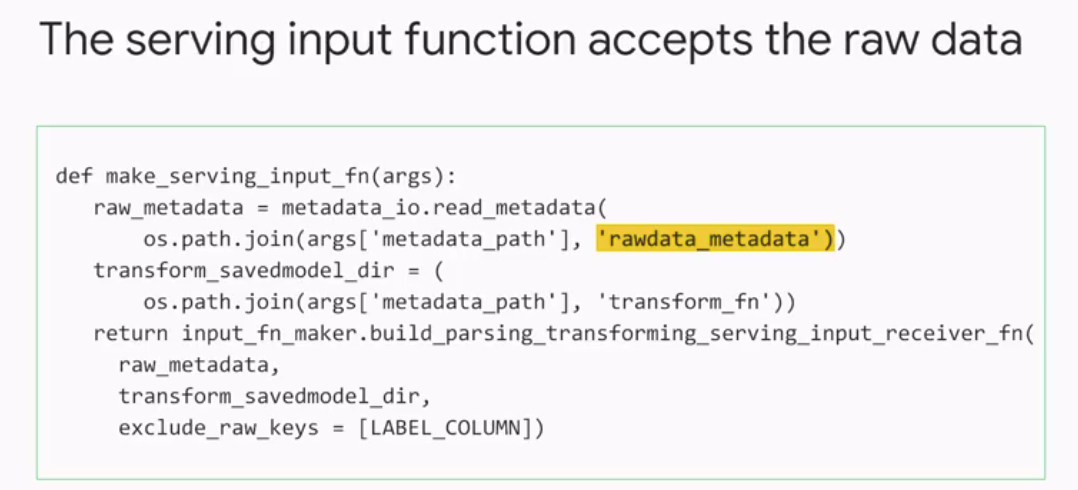 The serving input function accepts the raw data
def make_serving_input_fn(args):
raw_metadata = metadata_io.read_metadata(
os.path.join(args['metadata_path'], 'rawdata_metadata'))
transform_savedmodel_dir = (
os.path.join(args['metadata_path'], 'transform_fn'))
return input_fn_maker.build_parsing_transforming_serving_input_receiver_fn(
raw_metadata,
transform_savedmodel_dir,
exclude_raw_keys = [LABEL_COLUMN])